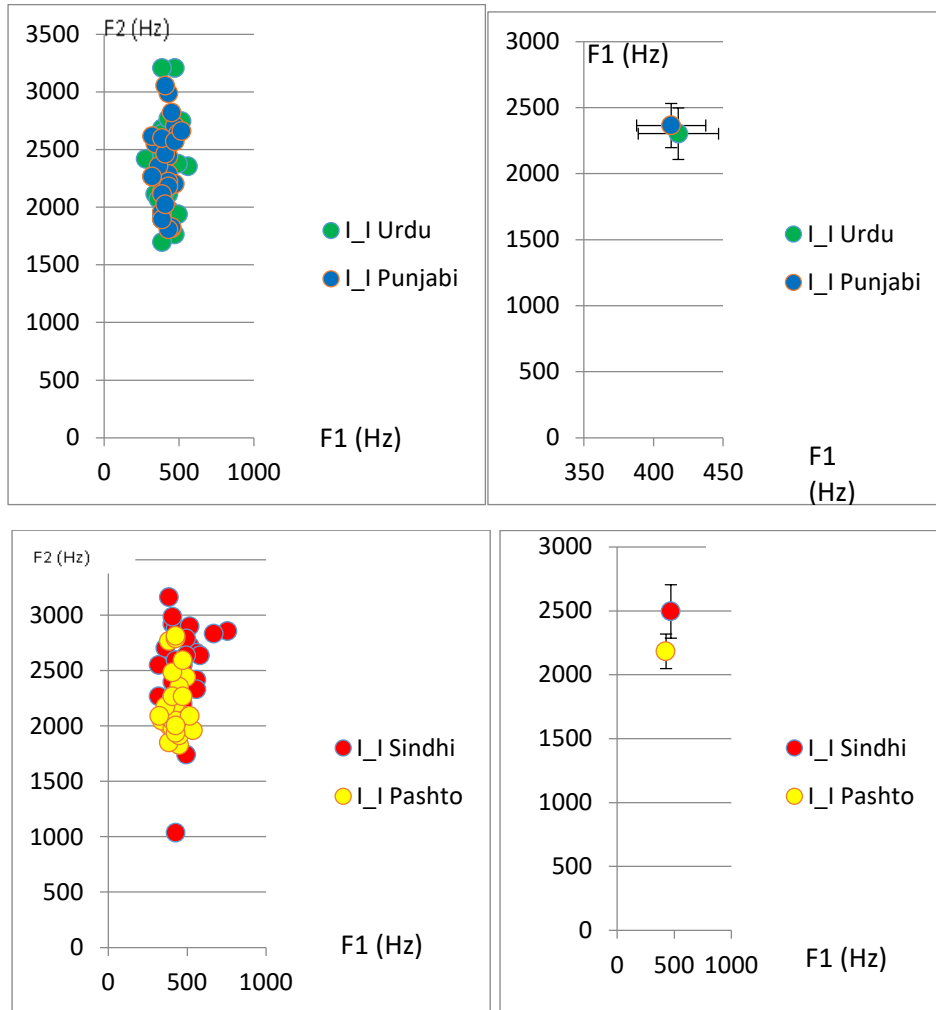 F2 (Hz)
3500
3000
2500
2000
1500
1000
500
0
0 500 1000
F1 (Hz)
I_I Urdu
I_I Punjabi
F1 (Hz)
3000
2500
2000
1500
1000
500
0
350 400 450
F1
(Hz)
I_I Urdu
I_I Punjabi
F2 (Hz)
3000
2500
2000
1500
1000
500
0
0 500 1000
F1 (Hz)
I_I Sindhi
I_I Pashto
3000
2500
2000
1500
1000
500
0
0 500 1000
F1 (Hz)
I_I Sindhi
I_I Pashto